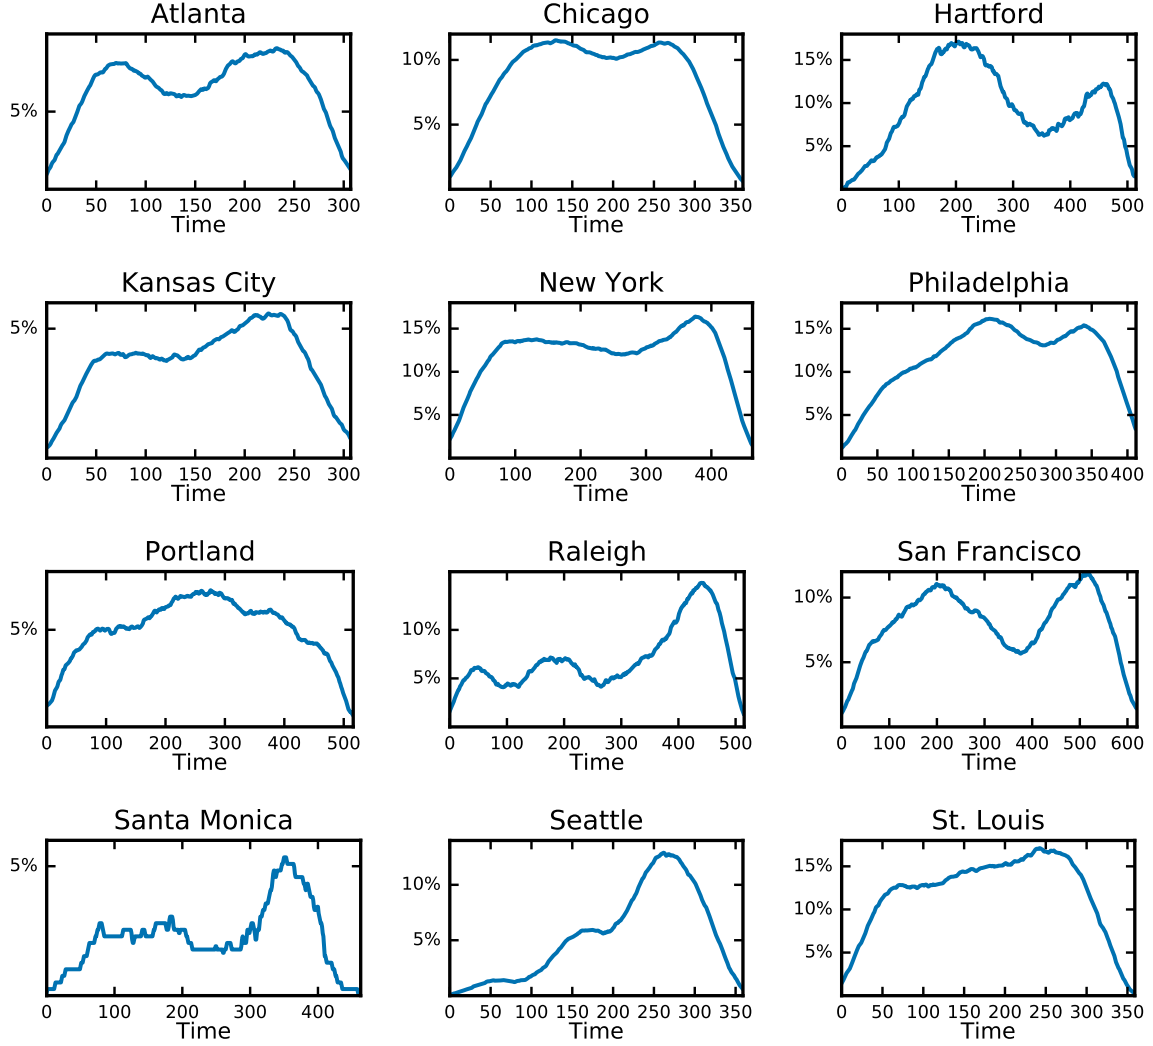 Atlanta
5%
0 50 100 150 200 250 300
Time
Chicago
10%
5%
0 50 100 150 200 250 300 350
Time
Hartford
15%
10%
5%
0 100 200 300 400 500
Time
Kansas City
5%
0 50 100 150 200 250 300
Time
New York
15%
10%
5%
0 100 200 300 400
Time
Philadelphia
15%
10%
5%
0 50 100 150 200 250 300 350 400
Time
Portland
5%
0 100 200 300 400 500
Time
Raleigh
10%
5%
0 100 200 300 400 500
Time
San Francisco
10%
5%
0 100 200 300 400 500 600
Time
Santa Monica
5%
0 100 200 300 400
Time
Seattle
10%
5%
0 50 100 150 200 250 300 350
Time
St. Louis
15%
10%
5%
0 50 100 150 200 250 300 350
Time